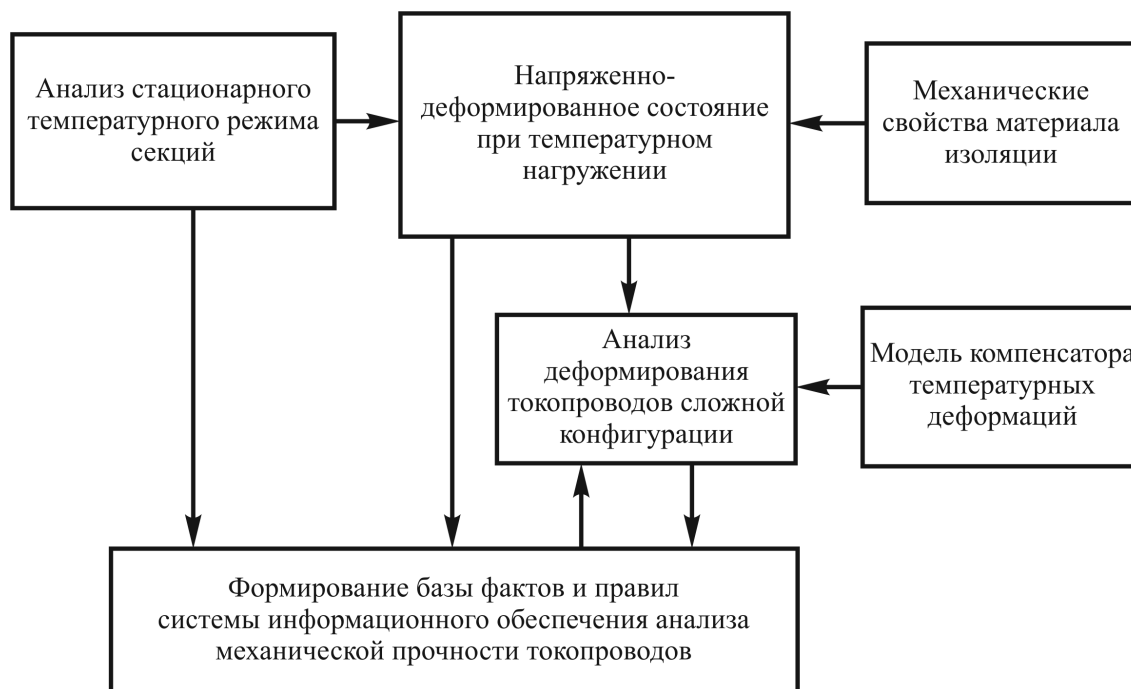 Анализ стационарного
температурного режима
секций
Напряженно-
деформированное состояние
при температурном
нагружении
Механические
свойства материала
изоляции
Анализ
деформирования
токопроводов сложной
конфигурации
Модель компенсатора
температурных
деформаций
Формирование базы фактов и правил
системы информационного обеспечения анализа
механической прочности токопроводов